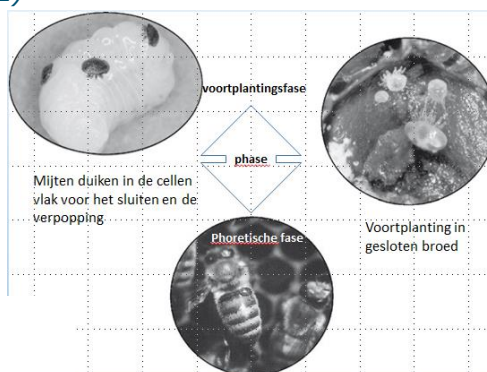 voortplantingsfase
phase
Mijten duiken in de cellen
vlak voor het sluiten en de
verpopping
Voortplanting in
gesloten broed
Phoretische fase